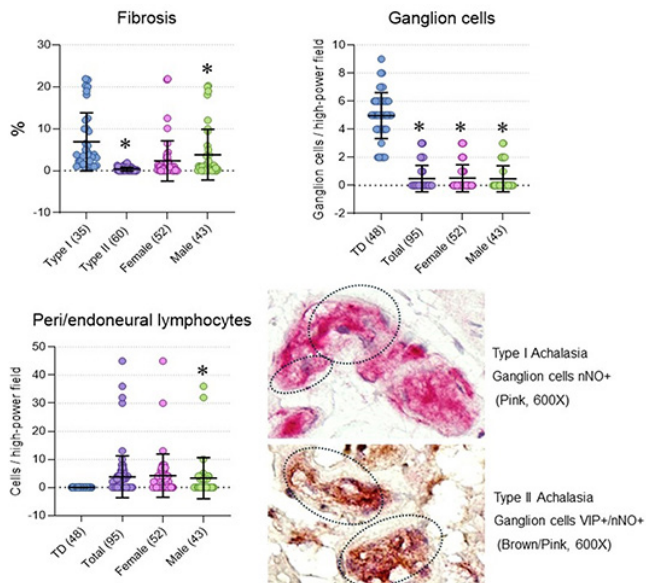 Fibrosis
30
20
10
0
-10
%
*
*
Type I (35)
Type II (60)
Female (52)
Male (43)
Ganglion cells
10
8
6
4
2
0
-2
Ganglion cells / high-power field
*
*
*
TD (48)
Total (95)
Female (52)
Male (43)
Peri/endoneural lymphocytes
50
40
30
20
10
0
-10
Cells / high-power field
*
TD (48)
Total (95)
Female (52)
Male (43)
Type I Achalasia
Ganglion cells nNO+
(Pink, 600X)
Type II Achalasia
Ganglion cells VIP+/nNO+
(Brown/Pink, 600X)